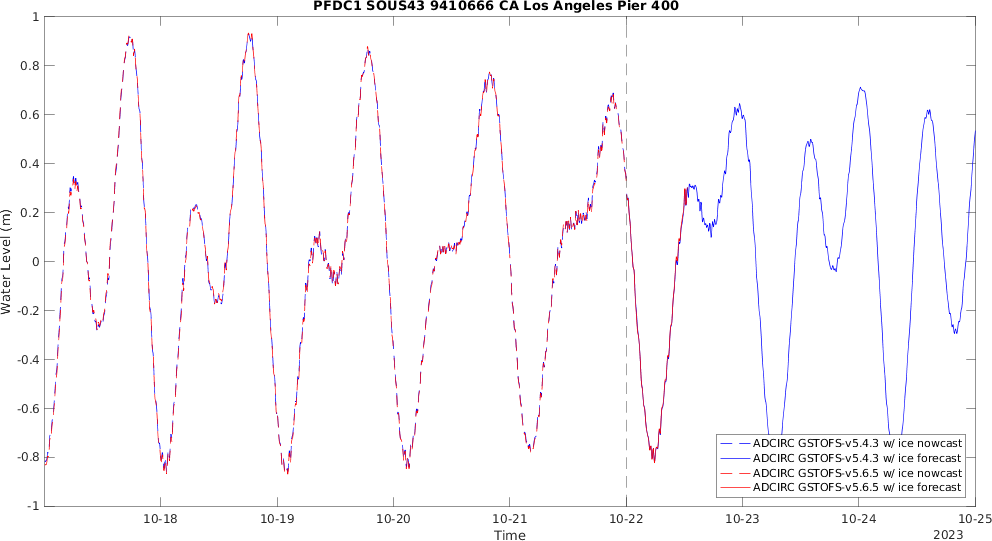 PFDC1 SOUS43 9410666 CA Los Angeles Pier 400
1
0.8
0.6
0.4
0.2
0
-0.2
-0.4
-0.6
-0.8
-1
Water Level (m)
ADCIRC GSTOFS-v5.4.3 w/ ice nowcast
ADCIRC GSTOFS-v5.4.3 w/ ice forecast
ADCIRC GSTOFS-v5.6.5 w/ ice nowcast
ADCIRC GSTOFS-v5.6.5 w/ ice forecast
10-18 10-19 10-20 10-21 10-22 10-23 10-24 10-25
Time
2023